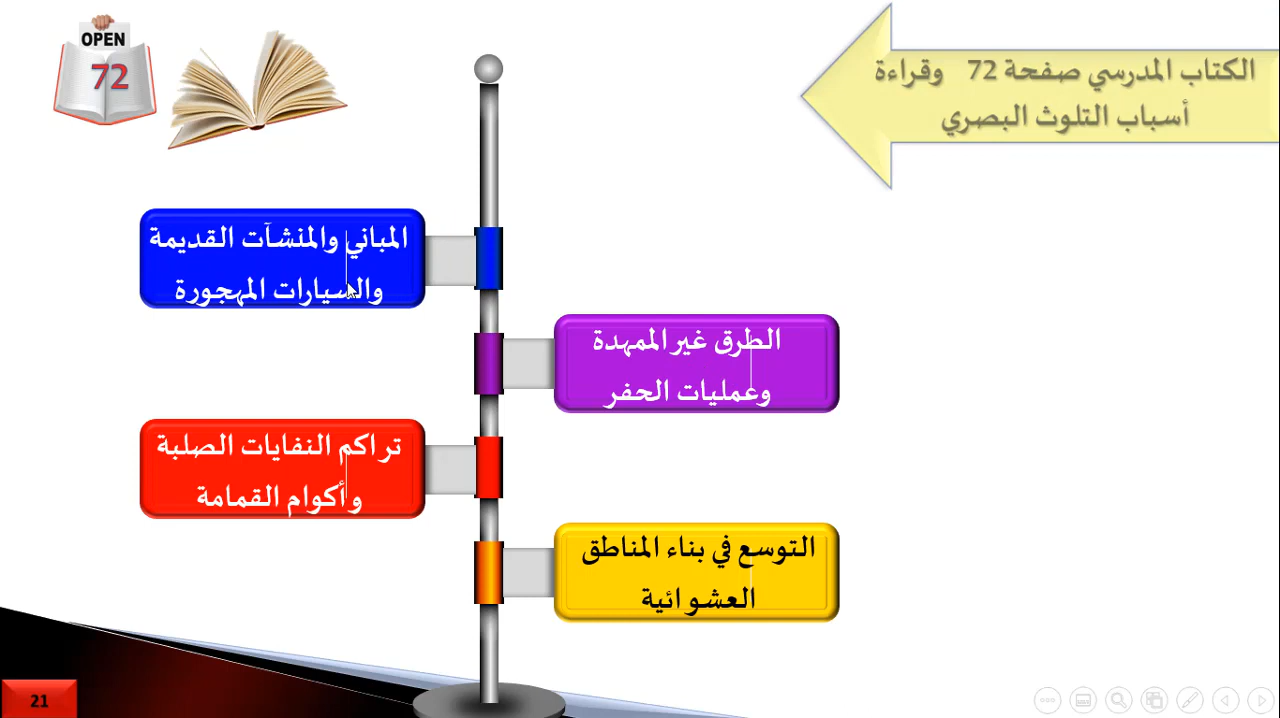 الكتاب المدرسي صفحة 72 وقراءة
أسباب التلوث البصري
OPEN
72
المباني والمنشآت القديمة
والسيارات المهجورة
الطرق غير الممهدة
وعمليات الحفر
تراكم النفايات الصلبة
وأكوام القمامة
التوسع في بناء المناطق
العشوائية
21